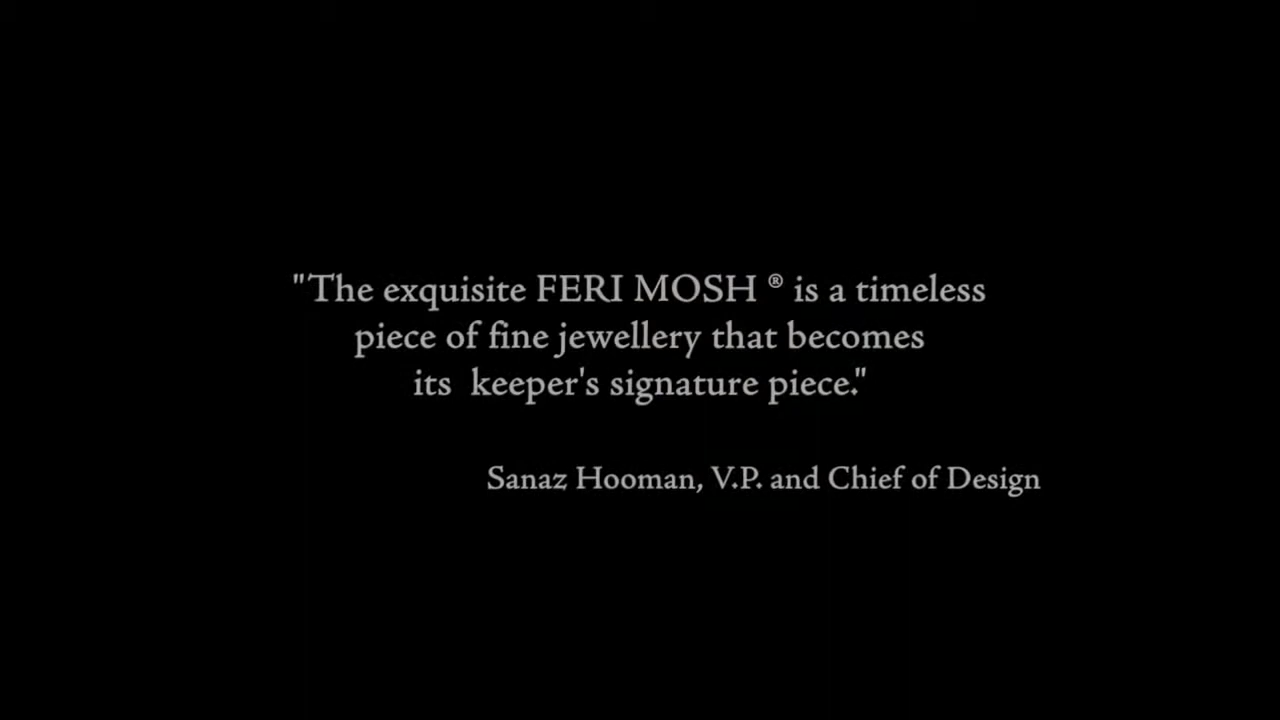 "The exquisite FERI MOSH ® is a timeless
piece of fine jewellery that becomes
its  keeper's signature piece."
Sanaz Hooman, V.P. and Chief of Design